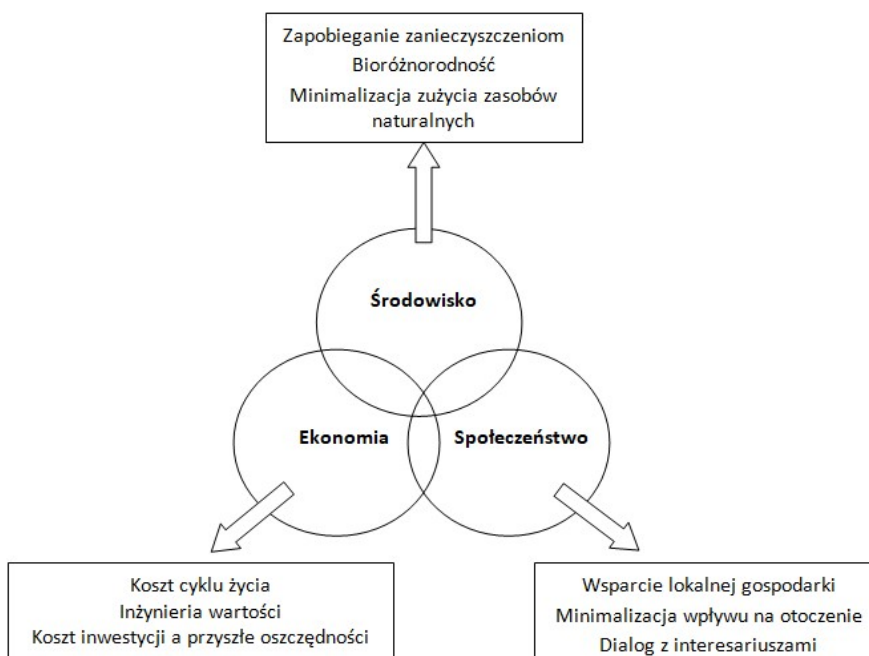 Zapobieganie zanieczyszczeniom
Bioróżnorodność
Minimalizacja zużycia zasobów
naturalnych
Środowisko
Ekonomia
Społeczeństwo
Koszt cyklu życia
Inżynieria wartości
Koszt inwestycji a przyszłe oszczędności
Wsparcie lokalnej gospodarki
Minimalizacja wpływu na otoczenie
Dialog z interesariuszami